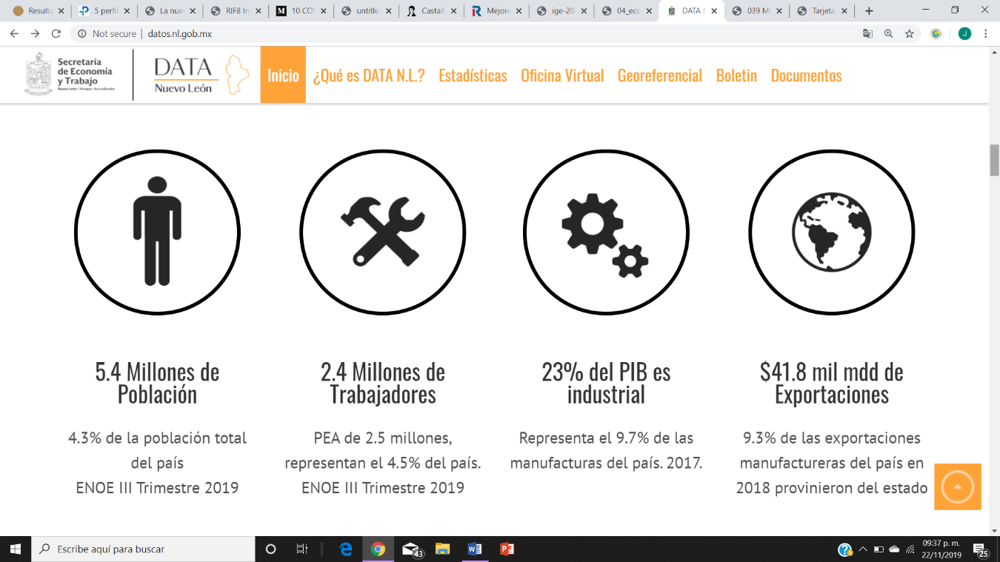 Resulta
5 perfil
La nue
RIF8 In
M
10 COS
untitle
Castañ
Mejore
ige-20
04_eco
DATA N
039 M
Tarjeta
Not secure | datos.nl.gob.mx
J
Secretaría
de Economía
y Trabajo
Nuevo León | Siempre Ascendiendo
DATA
Nuevo León
Inicio
¿Qué es DATA N.L.?
Estadísticas
Oficina Virtual
Georeferencial
Boletin
Documentos
5.4 Millones de
Población
4.3% de la población total
del país
ENOE III Trimestre 2019
2.4 Millones de
Trabajadores
PEA de 2.5 millones,
representan el 4.5% del país.
ENOE III Trimestre 2019
23% del PIB es
industrial
Representa el 9.7% de las
manufacturas del país. 2017.
$41.8 mil mdd de
Exportaciones
9.3% de las exportaciones
manufactureras del país en
2018 provinieron del estado
Escribe aquí para buscar
43
09:37 p. m.
22/11/2019
25